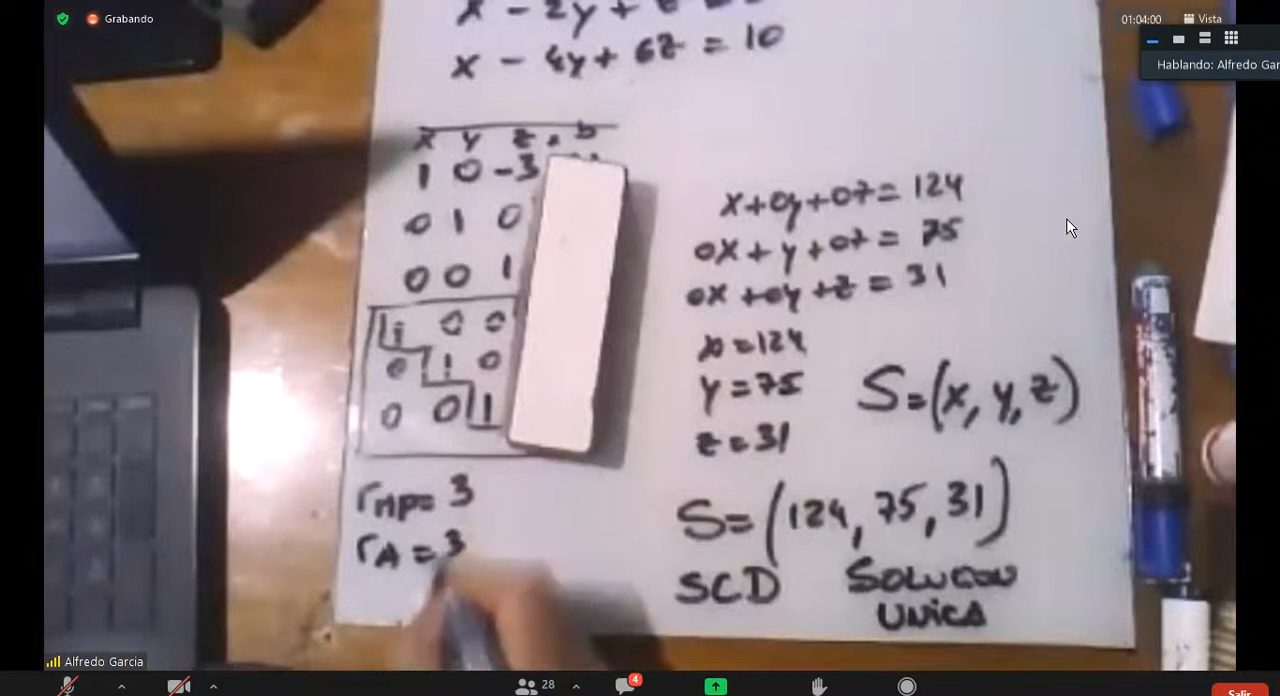 Grabando
01:04:00
Vista
Hablando: Alfredo Gar
x - 2y +
x - 4y + 6z = 10
x y z b
1 0 -3
0 1 0
0 0 1
1 0 0
0 1 0
0 0 1
rMP = 3
rA = 3
x+0y+0z = 124
0x + y + 0z = 75
0x + 0y + z = 31
x = 124
y = 75
z = 31
S = (x, y, z)
S = (124, 75, 31)
SCD SOLUCION UNICA
Alfredo Garcia
28
4
Salir